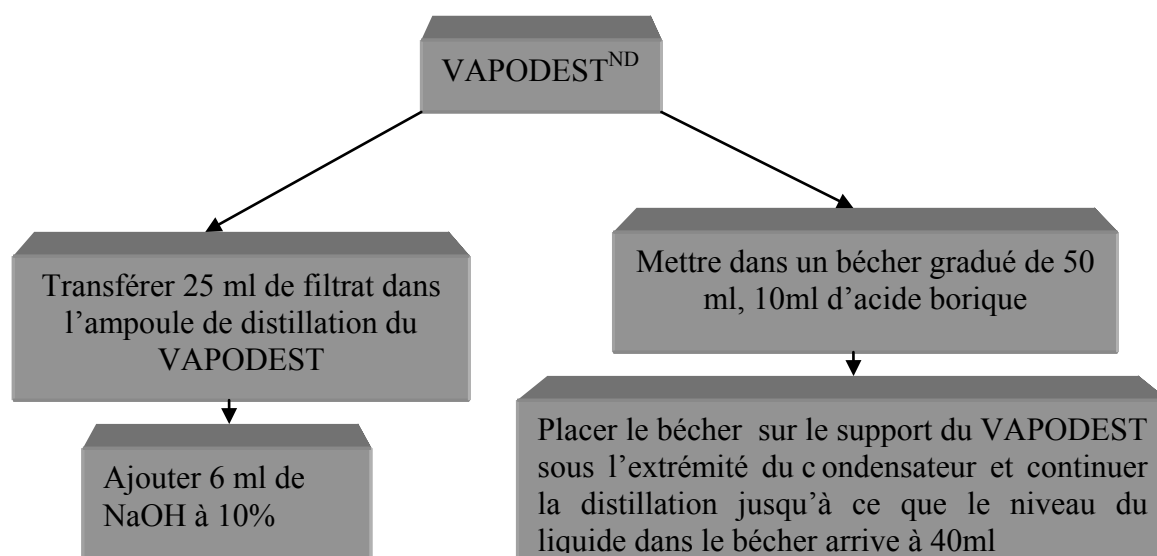 VAPODEST^ND
Transférer 25 ml de filtrat dans
l'ampoule de distillation du
VAPODEST
Ajouter 6 ml de
NaOH à 10%
Mettre dans un bécher gradué de 50
ml, 10ml d'acide borique
Placer le bécher sur le support du VAPODEST
sous l'extrémité du c ondensateur et continuer
la distillation jusqu'à ce que le niveau du
liquide dans le bécher arrive à 40ml